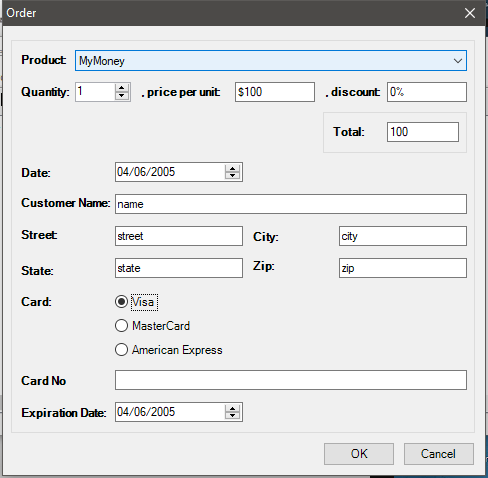 Order
Product: MyMoney
Quantity: 1 , price per unit: $100 , discount: 0%
Total: 100
Date: 04/06/2005
Customer Name: name
Street: street City: city
State: state Zip: zip
Card: Visa
MasterCard
American Express
Card No
Expiration Date: 04/06/2005
OK Cancel